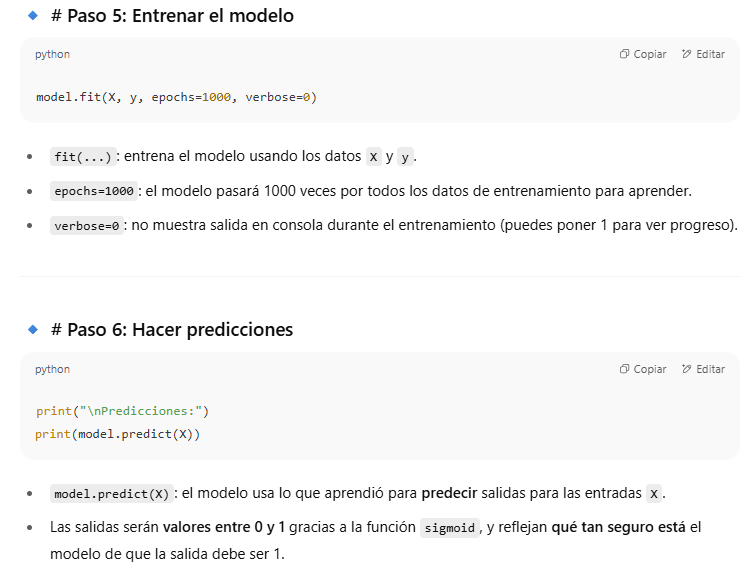 # Paso 5: Entrenar el modelo
python Copiar Editar
model.fit(X, y, epochs=1000, verbose=0)
• fit(...): entrena el modelo usando los datos X y y.
• epochs=1000: el modelo pasará 1000 veces por todos los datos de entrenamiento para aprender.
• verbose=0: no muestra salida en consola durante el entrenamiento (puedes poner 1 para ver progreso).
# Paso 6: Hacer predicciones
python Copiar Editar
print("\nPredicciones:")
print(model.predict(X))
• model.predict(X): el modelo usa lo que aprendió para predecir salidas para las entradas X.
• Las salidas serán valores entre 0 y 1 gracias a la función sigmoid, y reflejan qué tan seguro está el
modelo de que la salida debe ser 1.